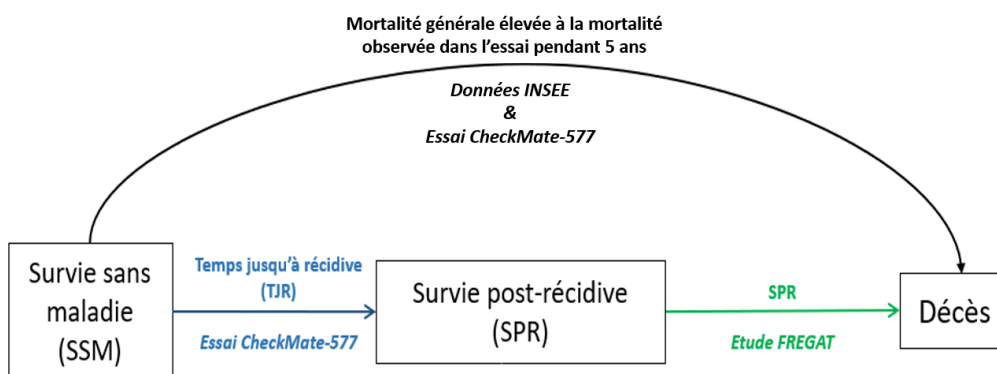 Mortalité générale élevée à la mortalité
observée dans l'essai pendant 5 ans
Données INSEE
&
Essai CheckMate-577
Survie sans
maladie
(SSM)
Temps jusqu'à récidive
(TJR)
Essai CheckMate-577
Survie post-récidive
(SPR)
SPR
Etude FREGAT
Décès